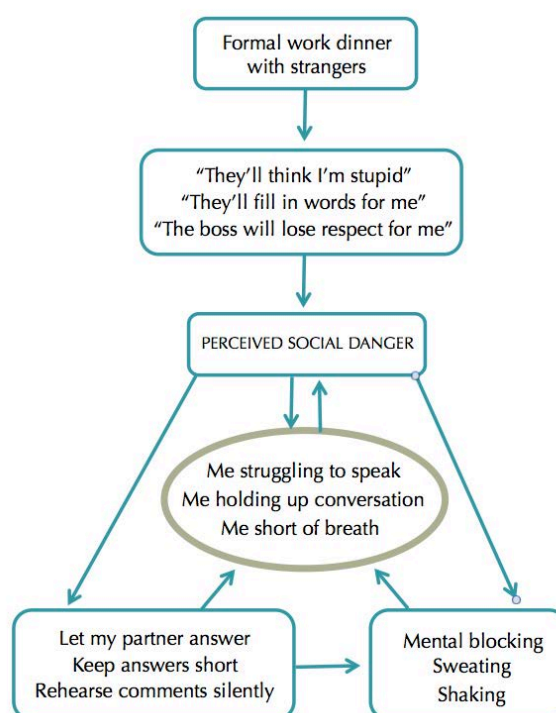 Formal work dinner
with strangers
“They’ll think I’m stupid”
“They’ll fill in words for me”
“The boss will lose respect for me”
PERCEIVED SOCIAL DANGER
Me struggling to speak
Me holding up conversation
Me short of breath
Let my partner answer
Keep answers short
Rehearse comments silently
Mental blocking
Sweating
Shaking